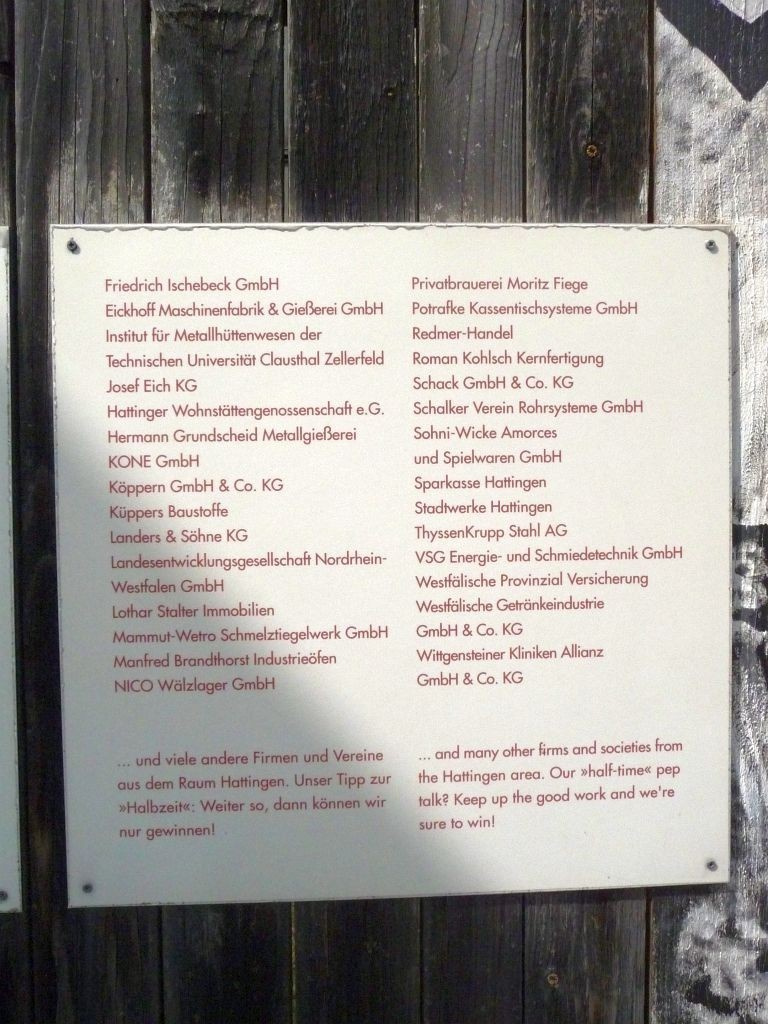 Friedrich Ischebeck GmbH
Eickhoff Maschinenfabrik & Gießerei GmbH
Institut für Metallhüttenwesen der
Technischen Universität Clausthal Zellerfeld
Josef Eich KG
Hattinger Wohnstättengenossenschaft e.G.
Hermann Grundscheid Metallgießerei
KONE GmbH
Köppern GmbH & Co. KG
Küppers Baustoffe
Landers & Söhne KG
Landesentwicklungsgesellschaft Nordrhein-
Westfalen GmbH
Lothar Stalter Immobilien
Mammut-Wetro Schmelztiegelwerk GmbH
Manfred Brandthorst Industrieöfen
NICO Wälzlager GmbH
... und viele andere Firmen und Vereine
aus dem Raum Hattingen. Unser Tipp zur
»Halbzeit«: Weiter so, dann können wir
nur gewinnen!
Privatbrauerei Moritz Fiege
Potrafke Kassentischsysteme GmbH
Redmer-Handel
Roman Kohlsch Kernfertigung
Schack GmbH & Co. KG
Schalker Verein Rohrsysteme GmbH
Sohni-Wicke Amorces
und Spielwaren GmbH
Sparkasse Hattingen
Stadtwerke Hattingen
ThyssenKrupp Stahl AG
VSG Energie- und Schmiedetechnik GmbH
Westfälische Provinzial Versicherung
Westfälische Getränkeindustrie
GmbH & Co. KG
Wittgensteiner Kliniken Allianz
GmbH & Co. KG
... and many other firms and societies from
the Hattingen area. Our »half-time« pep
talk? Keep up the good work and we're
sure to win!